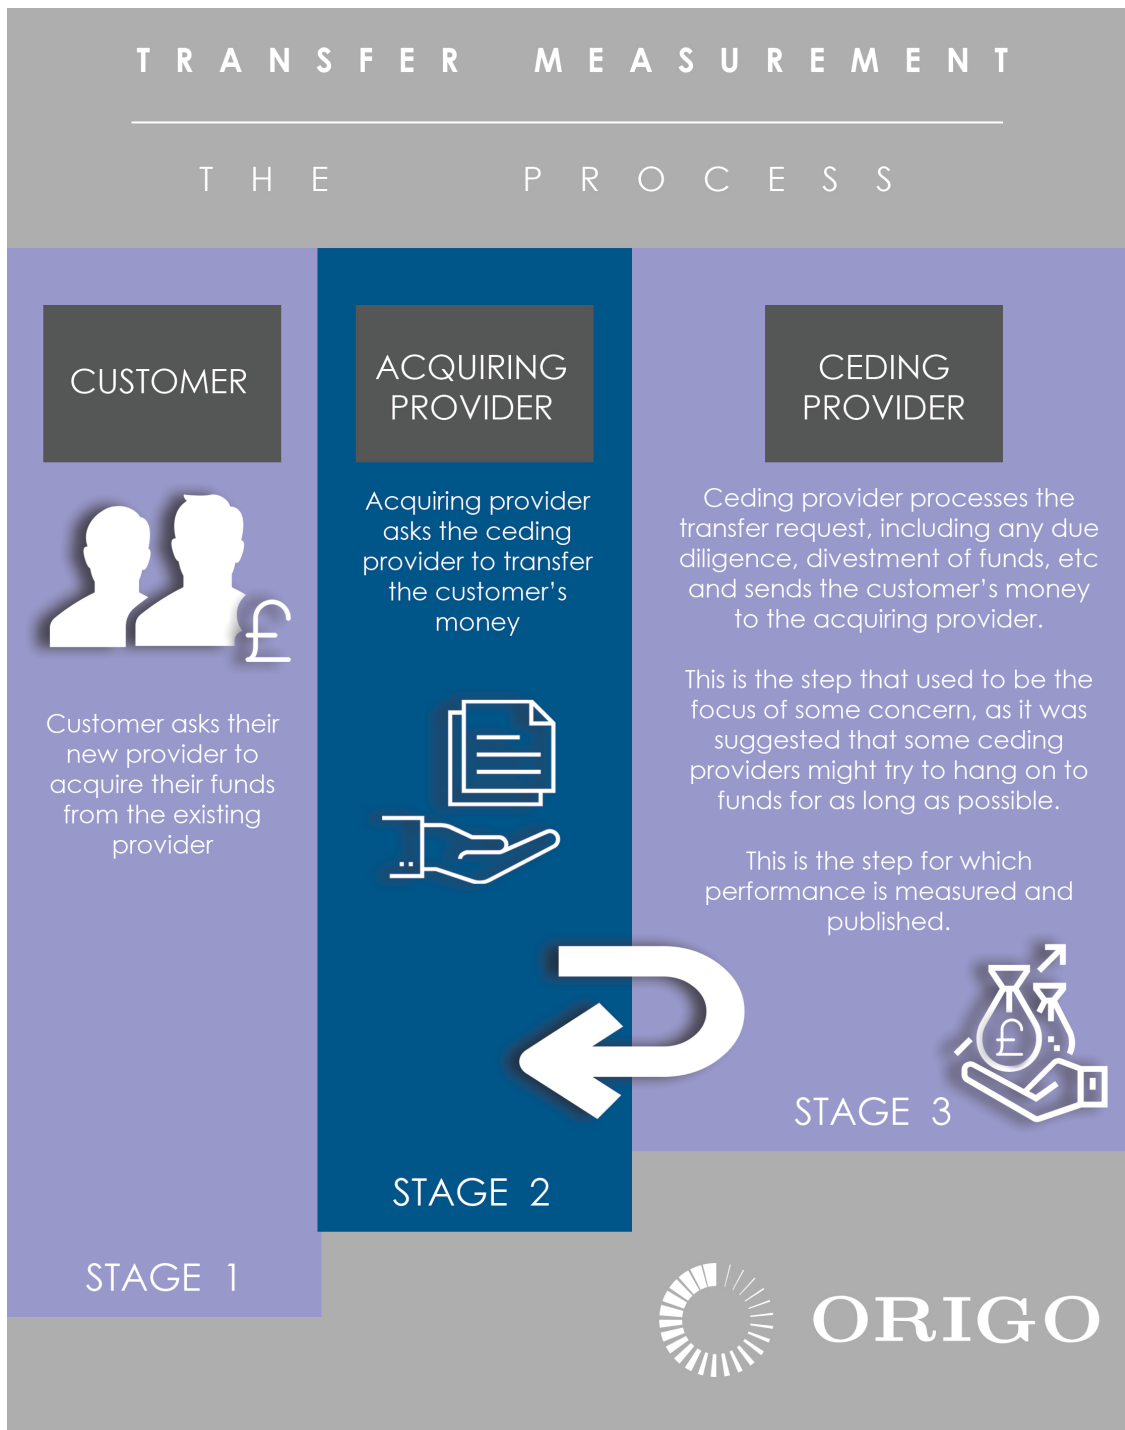 TRANSFER MEASUREMENT
THE PROCESS
CUSTOMER
Customer asks their
new provider to
acquire their funds
from the existing
provider
STAGE 1
ACQUIRING
PROVIDER
Acquiring provider
asks the ceding
provider to transfer
the customer's
money
STAGE 2
CEDING
PROVIDER
Ceding provider processes the
transfer request, including any due
diligence, divestment of funds, etc
and sends the customer's money
to the acquiring provider.
This is the step that used to be the
focus of some concern, as it was
suggested that some ceding
providers might try to hang on to
funds for as long as possible.
This is the step for which
performance is measured and
published.
STAGE 3
ORIGO